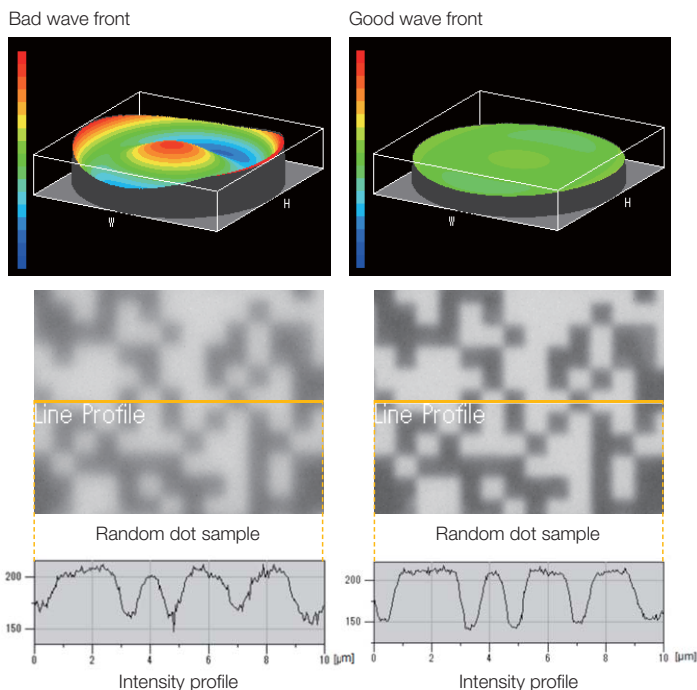 Bad wave front
Good wave front
W
H
W
H
Line Profile
Line Profile
Random dot sample
Random dot sample
200
150
0 2 4 6 8 10 [μm]
200
150
0 2 4 6 8 10 [μm]
Intensity profile
Intensity profile